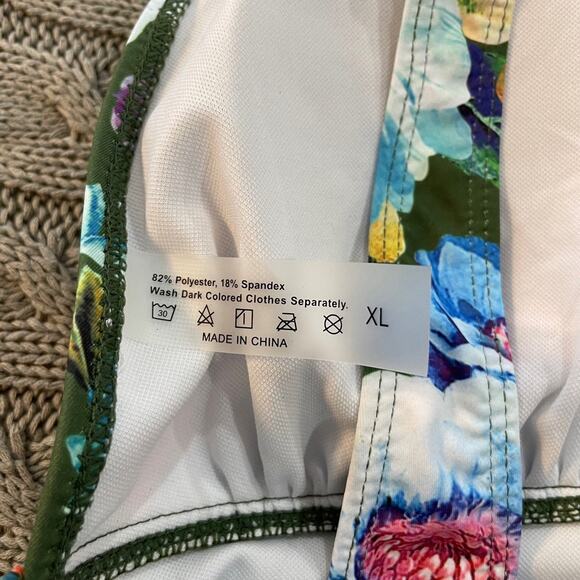 82% Polyester, 18% Spandex
Wash Dark Colored Clothes Separately.
30 XL
MADE IN CHINA